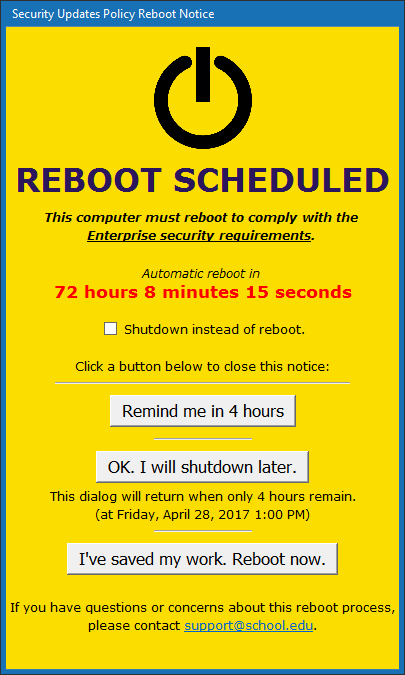 Security Updates Policy Reboot Notice
REBOOT SCHEDULED
This computer must reboot to comply with the
Enterprise security requirements.
Automatic reboot in
72 hours 8 minutes 15 seconds
Shutdown instead of reboot.
Click a button below to close this notice:
Remind me in 4 hours
OK. I will shutdown later.
This dialog will return when only 4 hours remain.
(at Friday, April 28, 2017 1:00 PM)
I've saved my work. Reboot now.
If you have questions or concerns about this reboot process,
please contact support@school.edu.